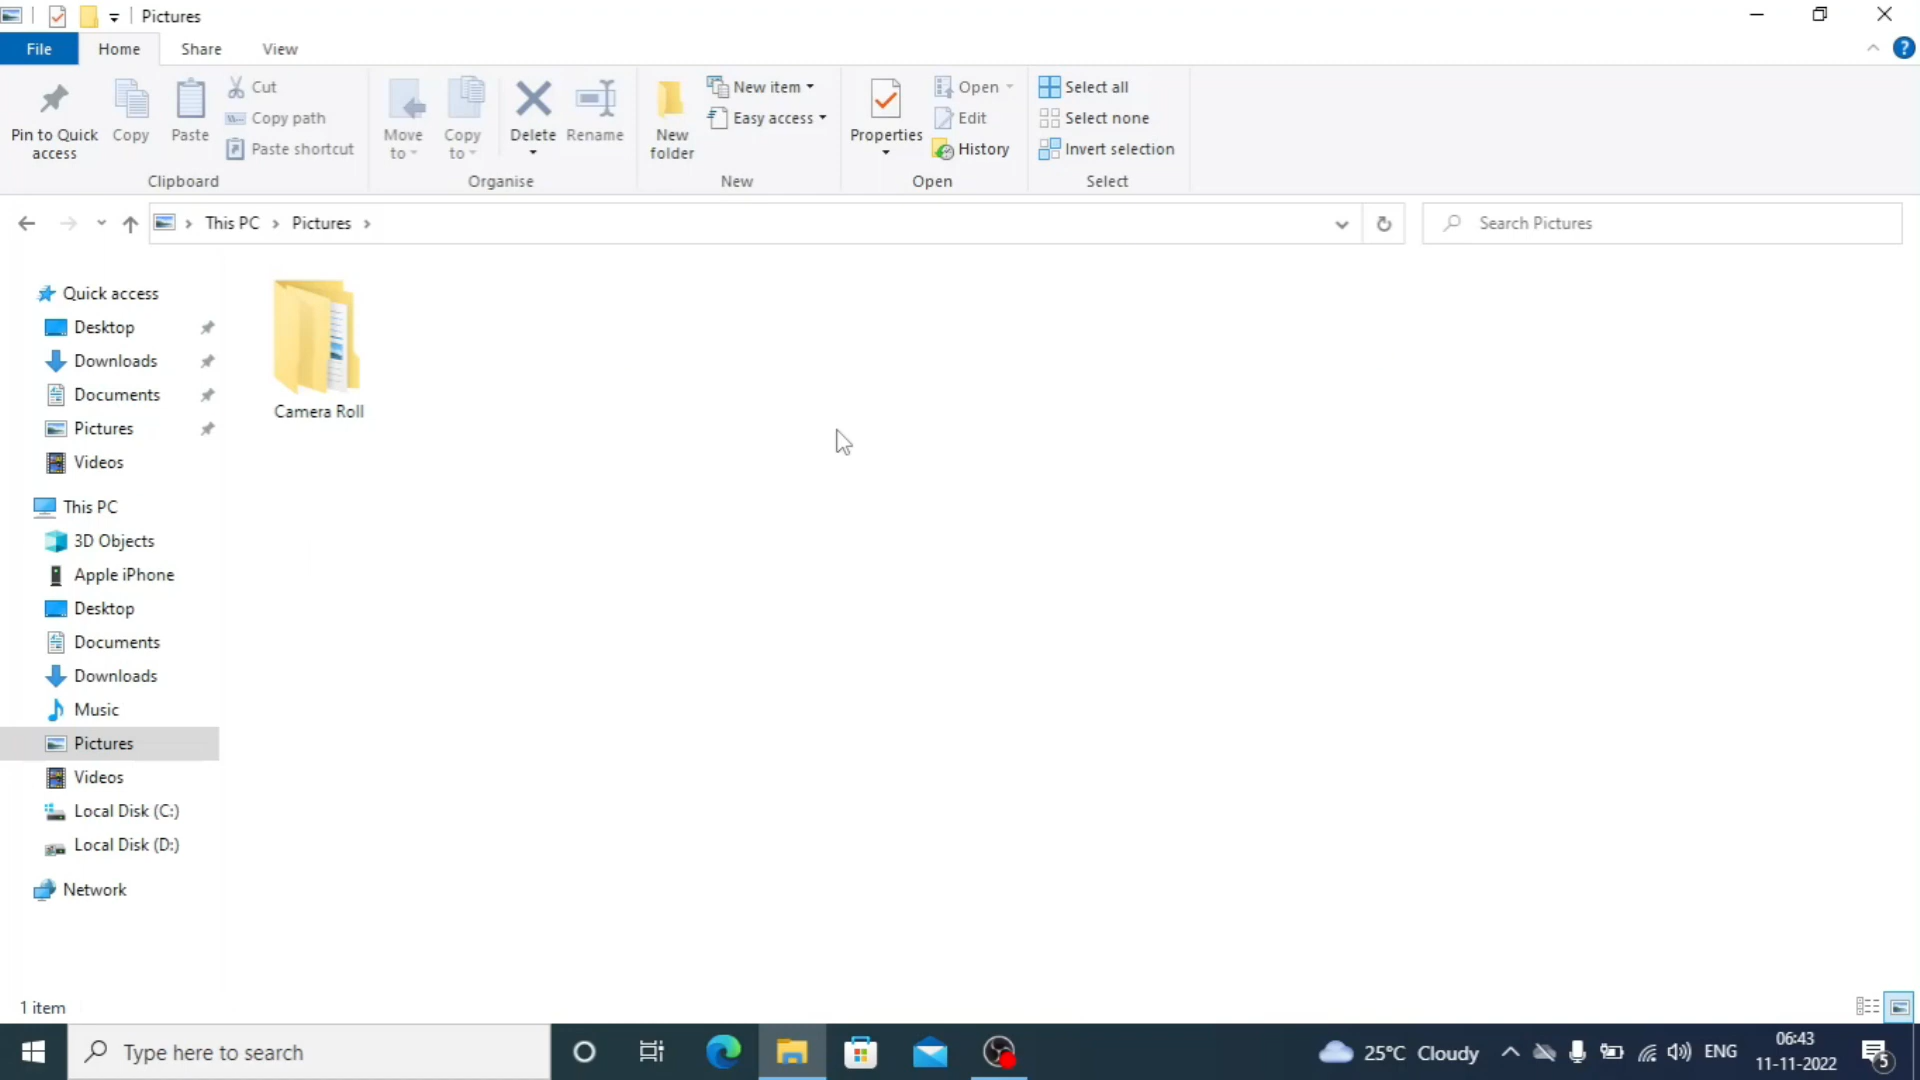 Pictures
File Home Share View
Pin to Quick access
Copy
Paste
Cut
Copy path
Paste shortcut
Clipboard
Move to
Copy to
Delete
Rename
Organise
New folder
New item
Easy access
New
Properties
Open
Edit
History
Open
Select all
Select none
Invert selection
Select
This PC Pictures
Search Pictures
Quick access
Desktop
Downloads
Documents
Pictures
Videos
This PC
3D Objects
Apple iPhone
Desktop
Documents
Downloads
Music
Pictures
Videos
Local Disk (C:)
Local Disk (D:)
Network
Camera Roll
1 item
Type here to search
25°C Cloudy
ENG
06:43
11-11-2022
5